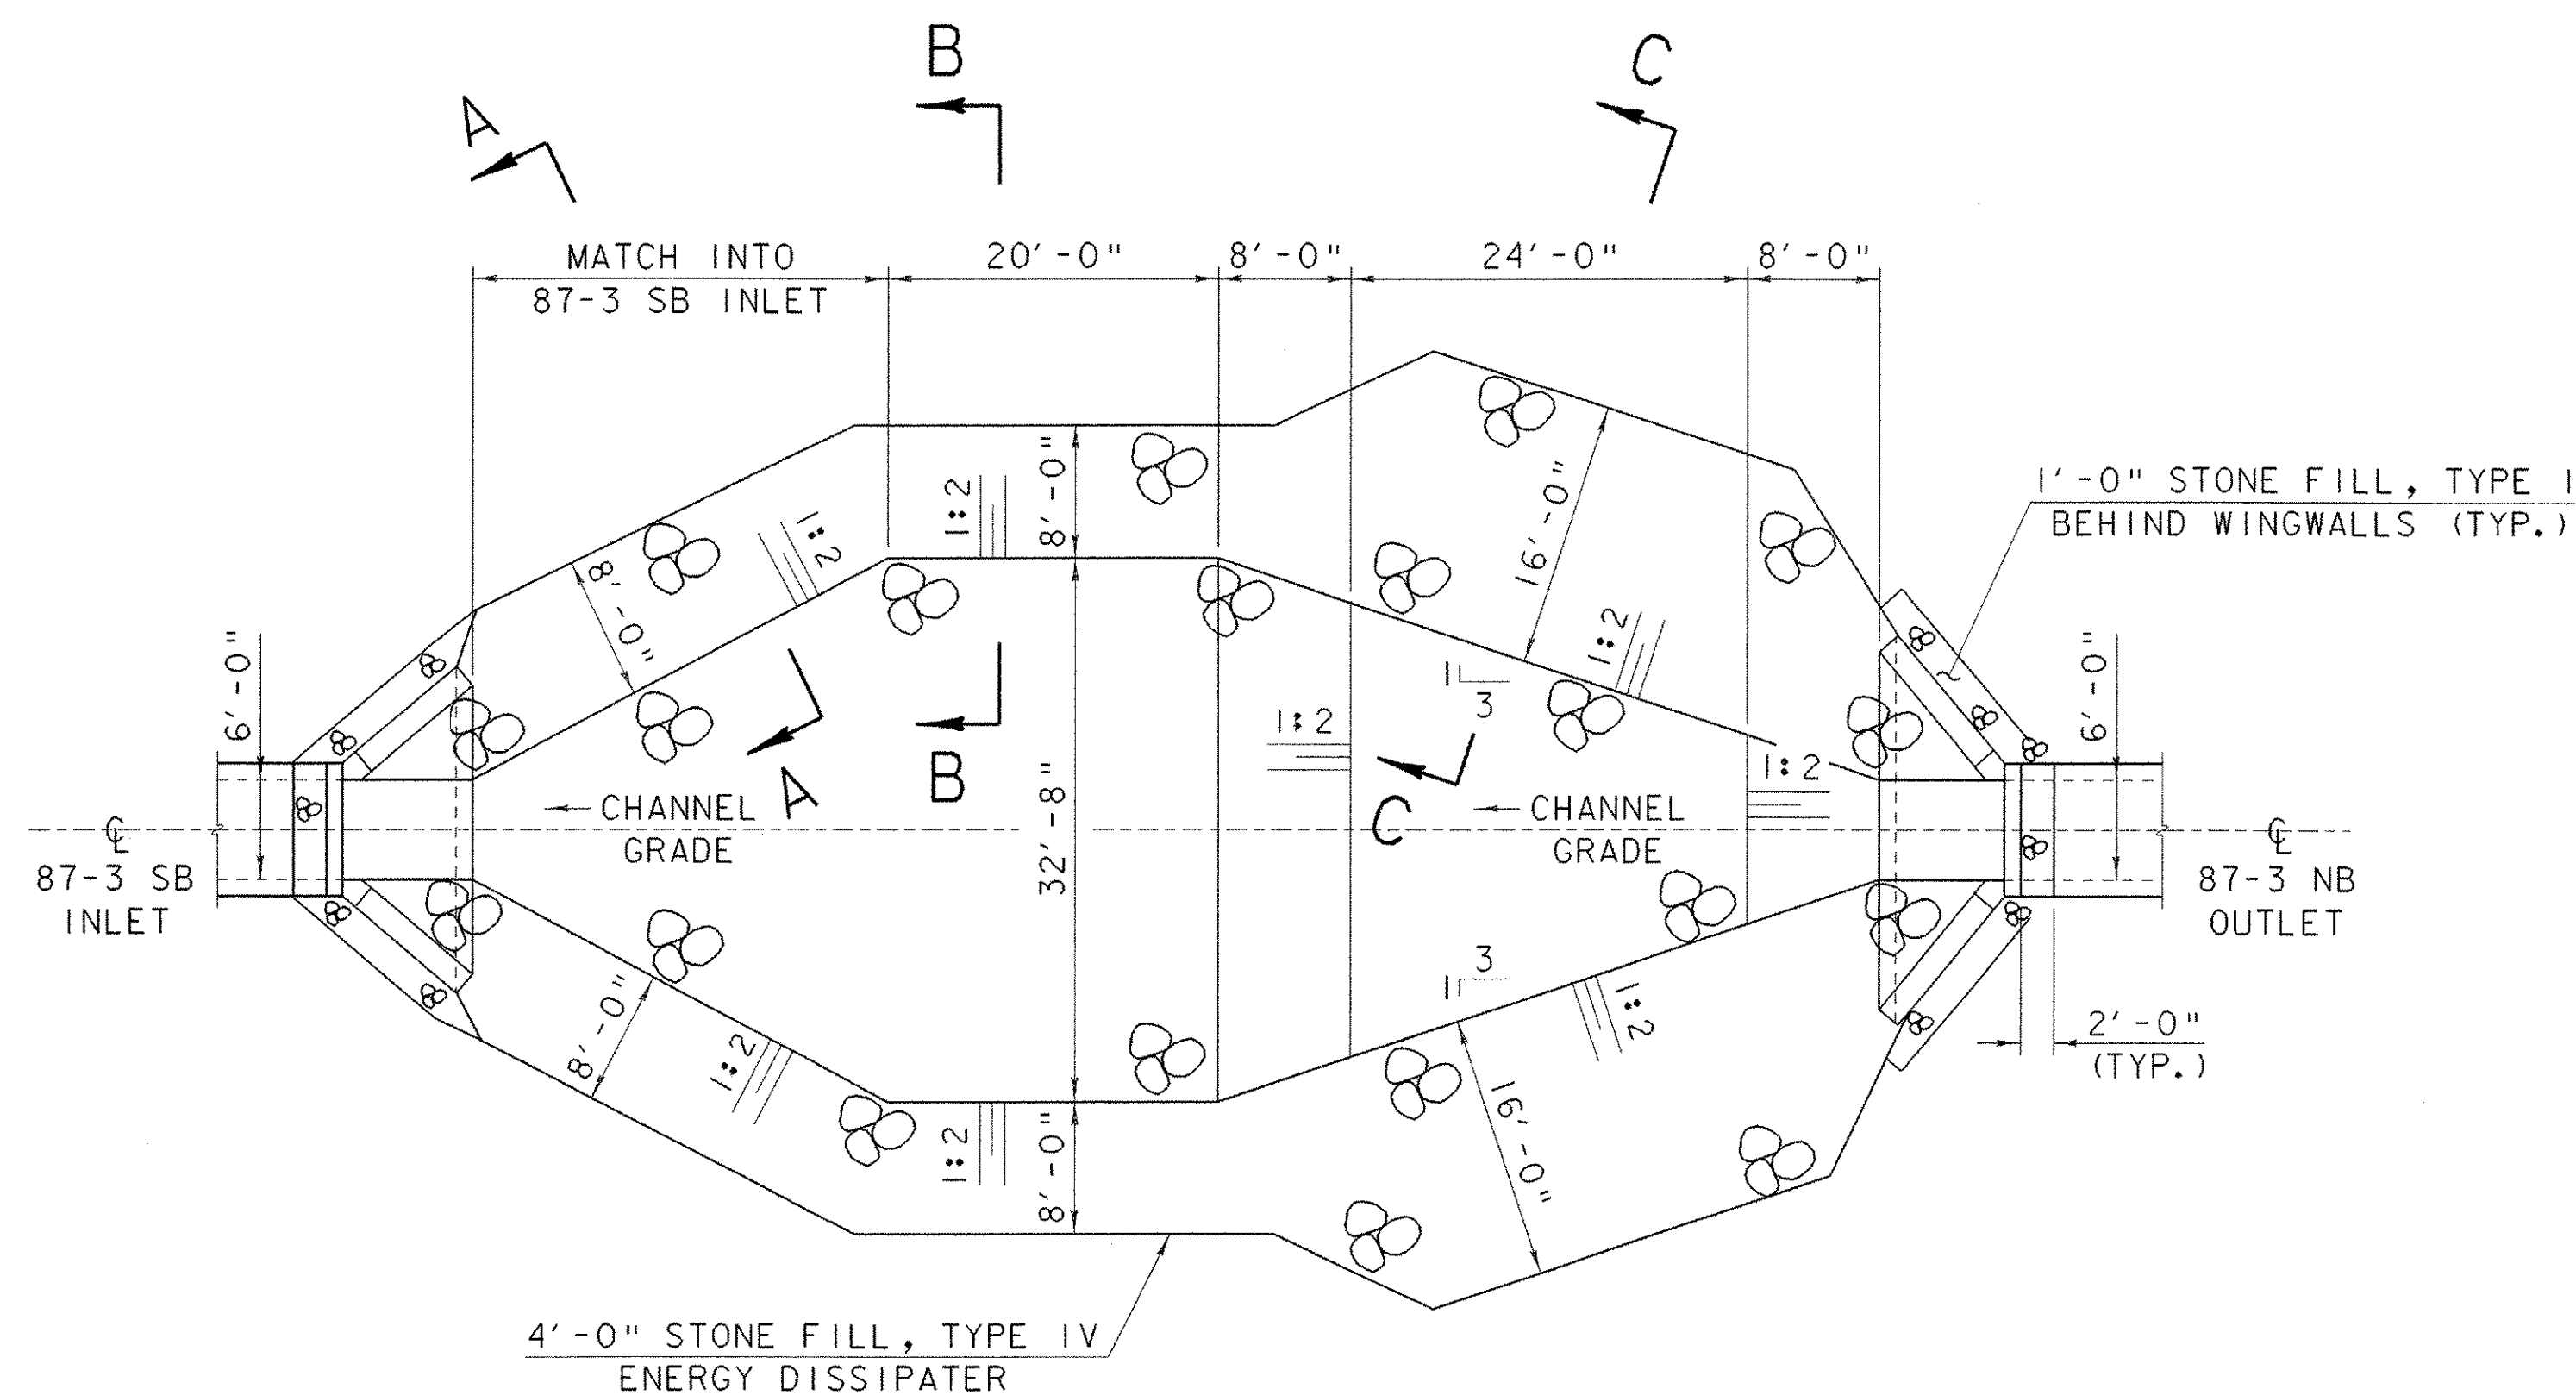 B
C
A
MATCH INTO
87-3 SB INLET
20'-0"
8'-0"
24'-0"
8'-0"
1'-0" STONE FILL, TYPE I
BEHIND WINGWALLS (TYP.)
1:2
8'-0"
16'-0"
1:2
8'-0"
1:2
6'-0"
1
3
6'-0"
1:2
1:2
A
B
C
32'-8"
← CHANNEL
GRADE
← CHANNEL
GRADE
℄
87-3 SB
INLET
℄
87-3 NB
OUTLET
3
1
8'-0"
1:2
1:2
8'-0"
16'-0"
1:2
2'-0"
(TYP.)
4'-0" STONE FILL, TYPE IV
ENERGY DISSIPATER